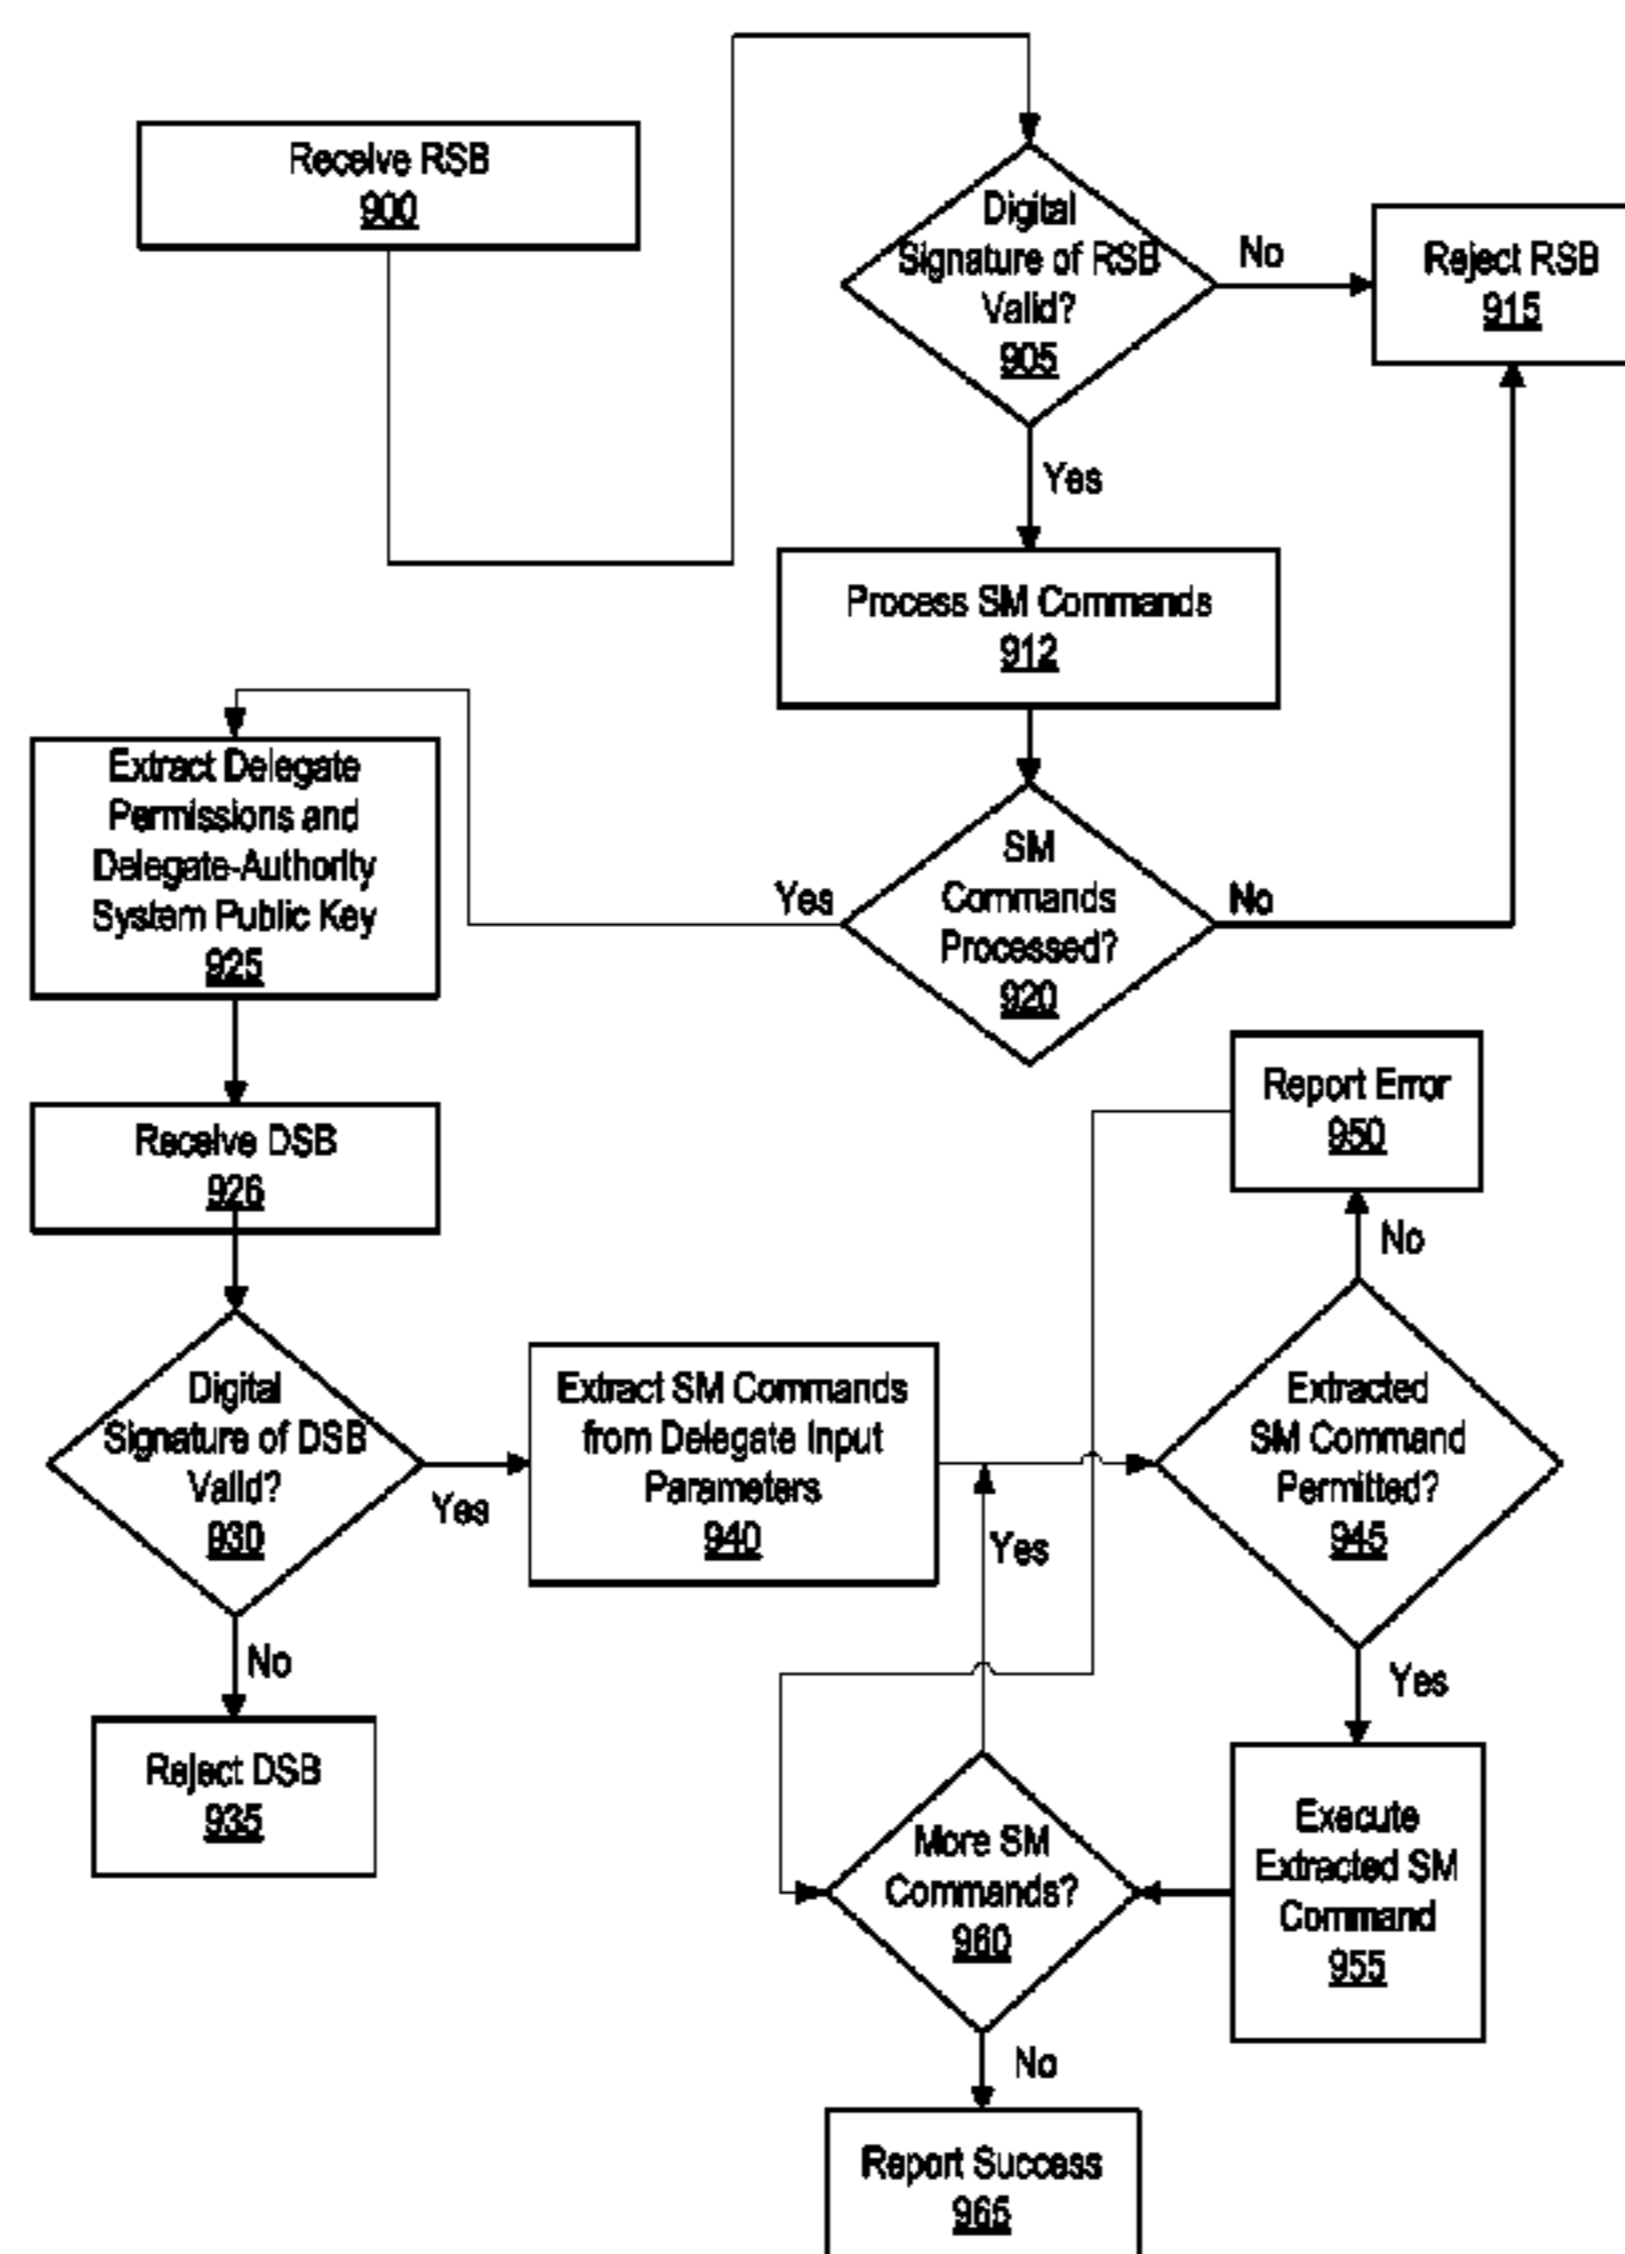 Receive RSB
900
Digital
Signature of RSB
Valid?
905
No
Reject RSB
915
Yes
Process SM Commands
912
SM
Commands
Processed?
920
Yes
No
Extract Delegate
Permissions and
Delegate-Authority
System Public Key
925
Receive DSB
926
Digital
Signature of DSB
Valid?
930
No
Reject DSB
935
Yes
Extract SM Commands
from Delegate Input
Parameters
940
Extracted
SM Command
Permitted?
945
No
Report Error
950
Yes
Execute
Extracted SM
Command
955
More SM
Commands?
960
Yes
No
Report Success
965